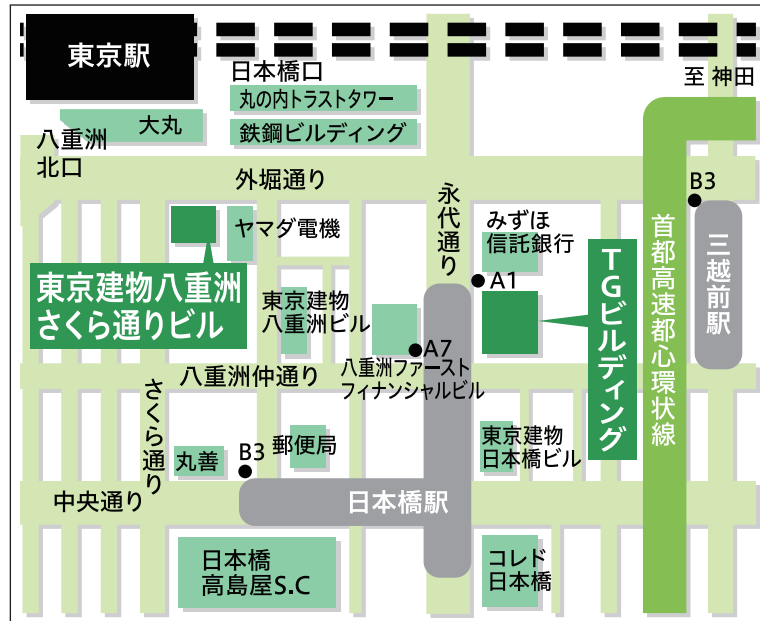 東京駅
日本橋口
丸の内トラストタワー
鉄鋼ビルディング
大丸
至 神田
八重洲
北口
外堀通り
永代通り
B3
みずほ
信託銀行
ヤマダ電機
首都高速都心環状線
三越前駅
東京建物八重洲
さくら通りビル
A1
TGビルディング
東京建物
八重洲ビル
A7
八重洲ファースト
フィナンシャルビル
八重洲仲通り
さくら通り
丸善
B3
郵便局
東京建物
日本橋ビル
中央通り
日本橋駅
日本橋
高島屋S.C
コレド
日本橋